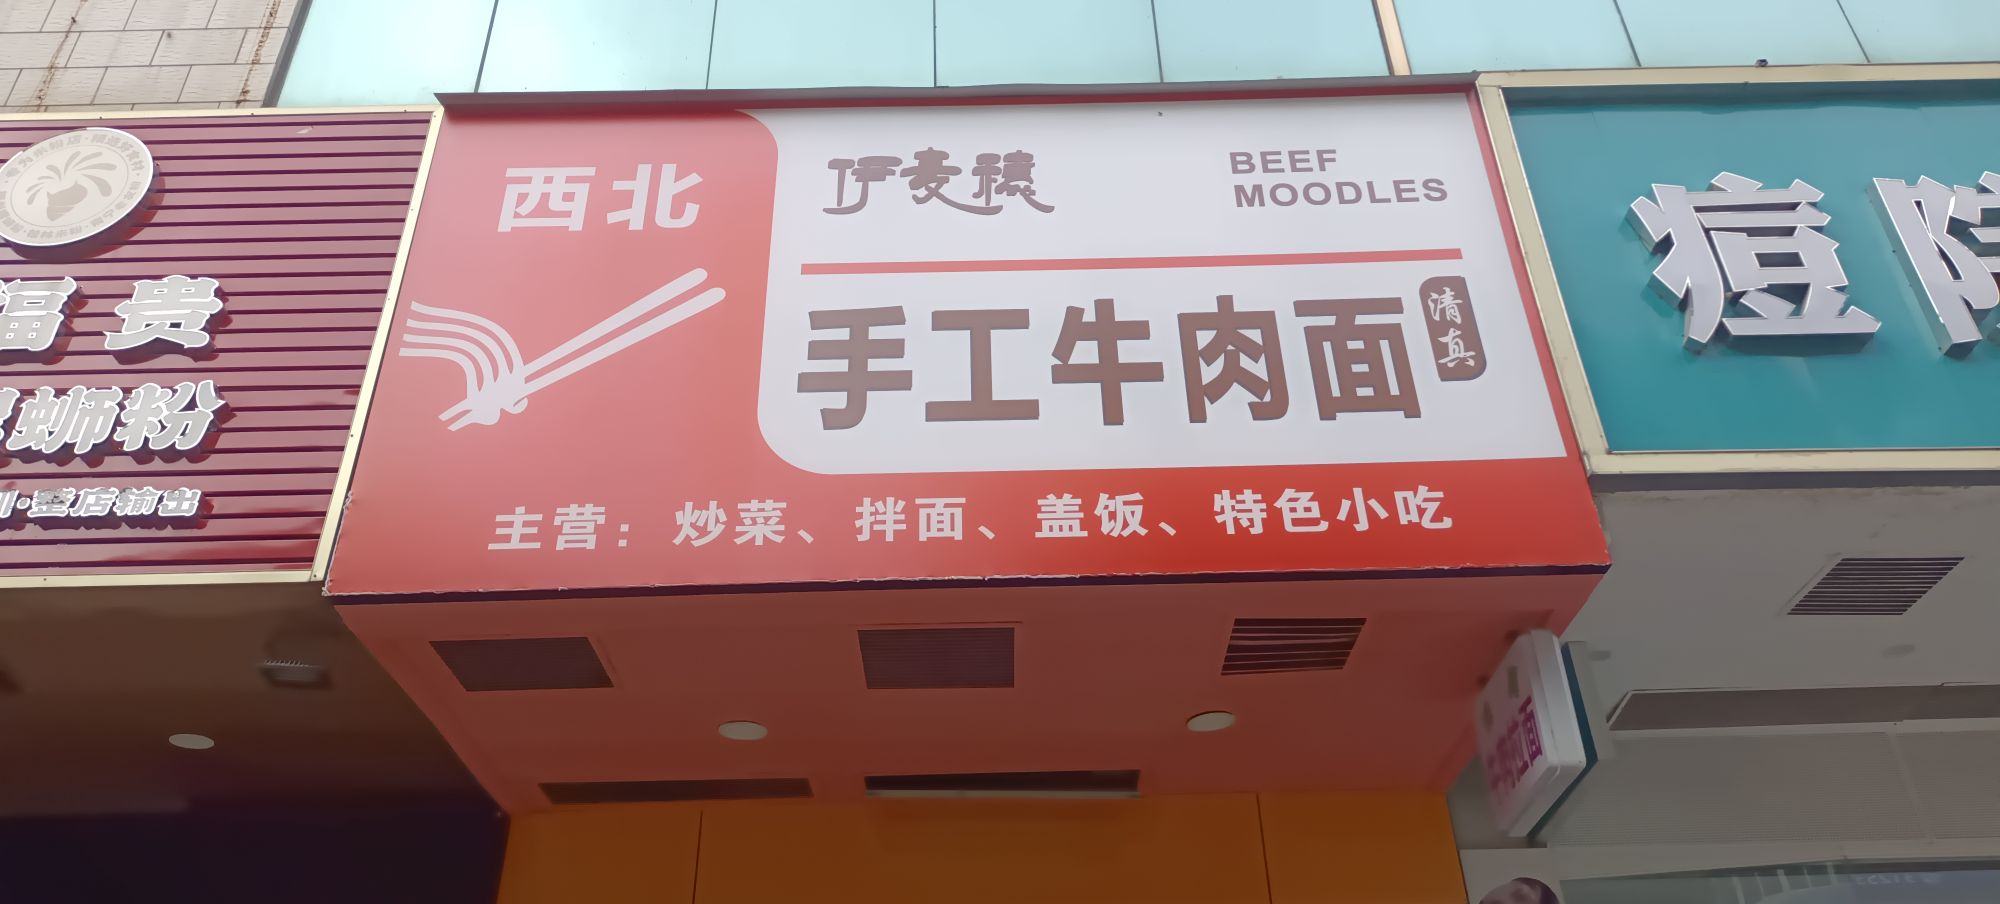 福贵
蛳粉
·整店输出
西北
伊麦穗
BEEF
MOODLES
手工牛肉面
清真
主营：炒菜、拌面、盖饭、特色小吃
痘